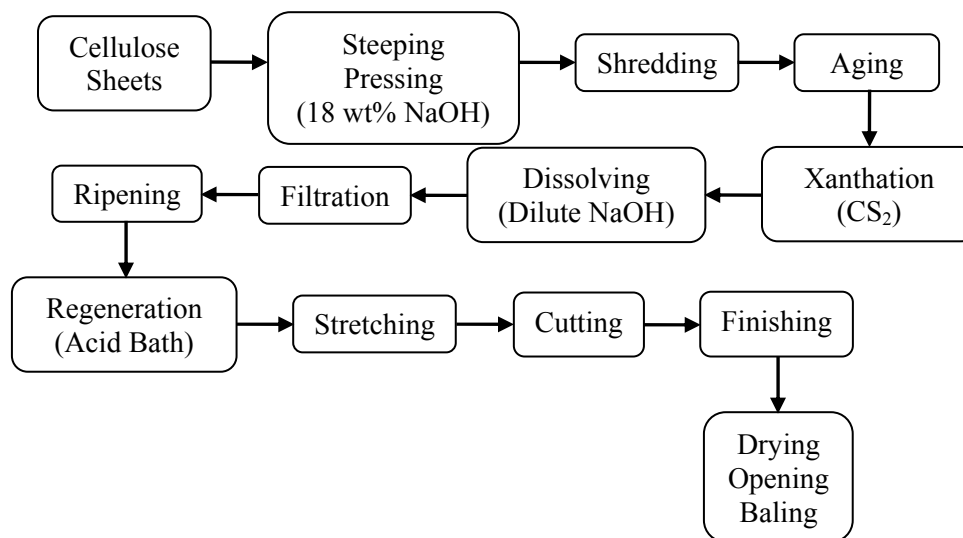 Cellulose
Sheets
Steeping
Pressing
(18 wt% NaOH)
Shredding
Aging
Xanthation
(CS₂)
Dissolving
(Dilute NaOH)
Filtration
Ripening
Regeneration
(Acid Bath)
Stretching
Cutting
Finishing
Drying
Opening
Baling